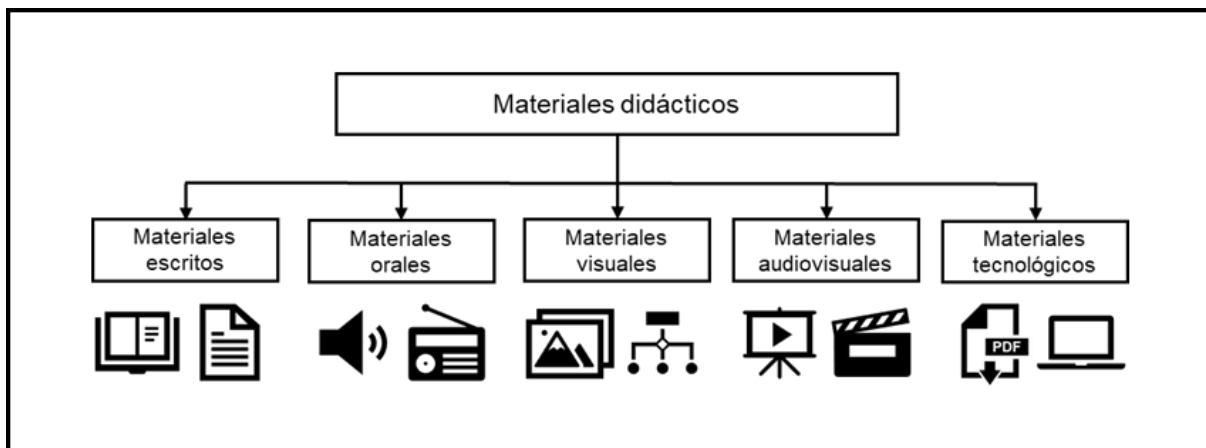 Materiales didácticos
Materiales
escritos
Materiales
orales
Materiales
visuales
Materiales
audiovisuales
Materiales
tecnológicos
PDF